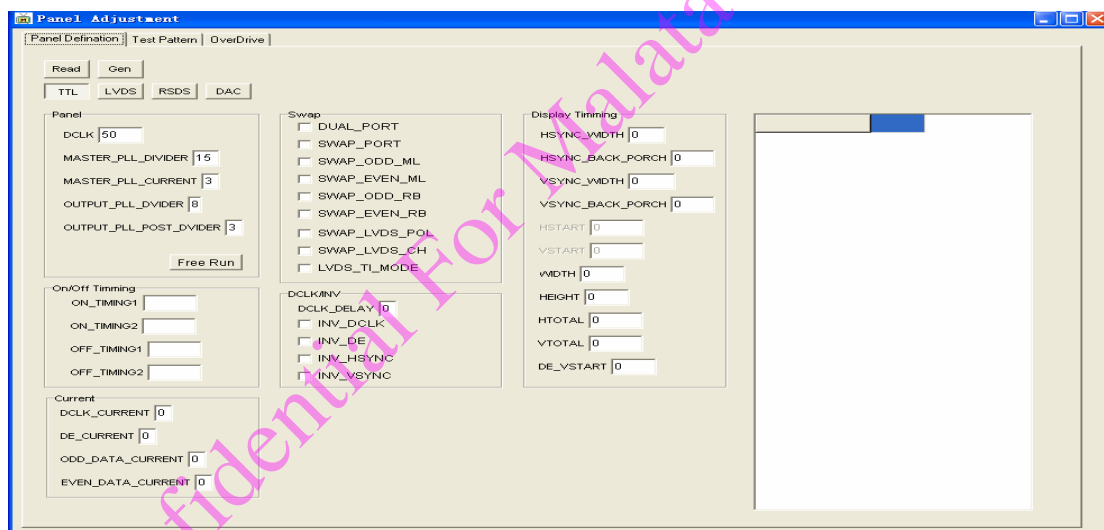 Panel Adjustment
Panel Defination Test Pattern OverDrive
Read Gen
TTL LVDS RSDS DAC
Panel
DCLK 50
MASTER_PLL_DIVIDER 15
MASTER_PLL_CURRENT 3
OUTPUT_PLL_DVIDER 8
OUTPUT_PLL_POST_DVIDER 3
Free Run
On/Off Timming
ON_TIMING1
ON_TIMING2
OFF_TIMING1
OFF_TIMING2
Current
DCLK_CURRENT 0
DE_CURRENT 0
ODD_DATA_CURRENT 0
EVEN_DATA_CURRENT 0
Swap
DUAL_PORT
SWAP_PORT
SWAP_ODD_ML
SWAP_EVEN_ML
SWAP_ODD_RB
SWAP_EVEN_RB
SWAP_LVDS_POL
SWAP_LVDS_CH
LVDS_TI_MODE
DCLK/INV
DCLK_DELAY 0
INV_DCLK
INV_DE
INV_HSYNC
INV_VSYNC
Display Timming
HSYNC_WIDTH 0
HSYNC_BACK_PORCH 0
VSYNC_WIDTH 0
VSYNC_BACK_PORCH 0
HSTART 0
VSTART 0
WIDTH 0
HEIGHT 0
HTOTAL 0
VTOTAL 0
DE_VSTART 0
fidential For Malata